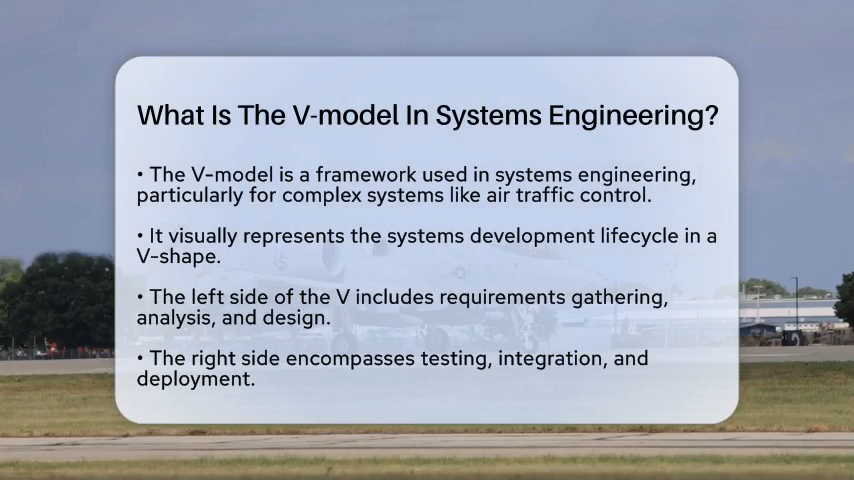 What Is The V-model In Systems Engineering?
• The V-model is a framework used in systems engineering,
particularly for complex systems like air traffic control.
• It visually represents the systems development lifecycle in a
V-shape.
• The left side of the V includes requirements gathering,
analysis, and design.
• The right side encompasses testing, integration, and
deployment.